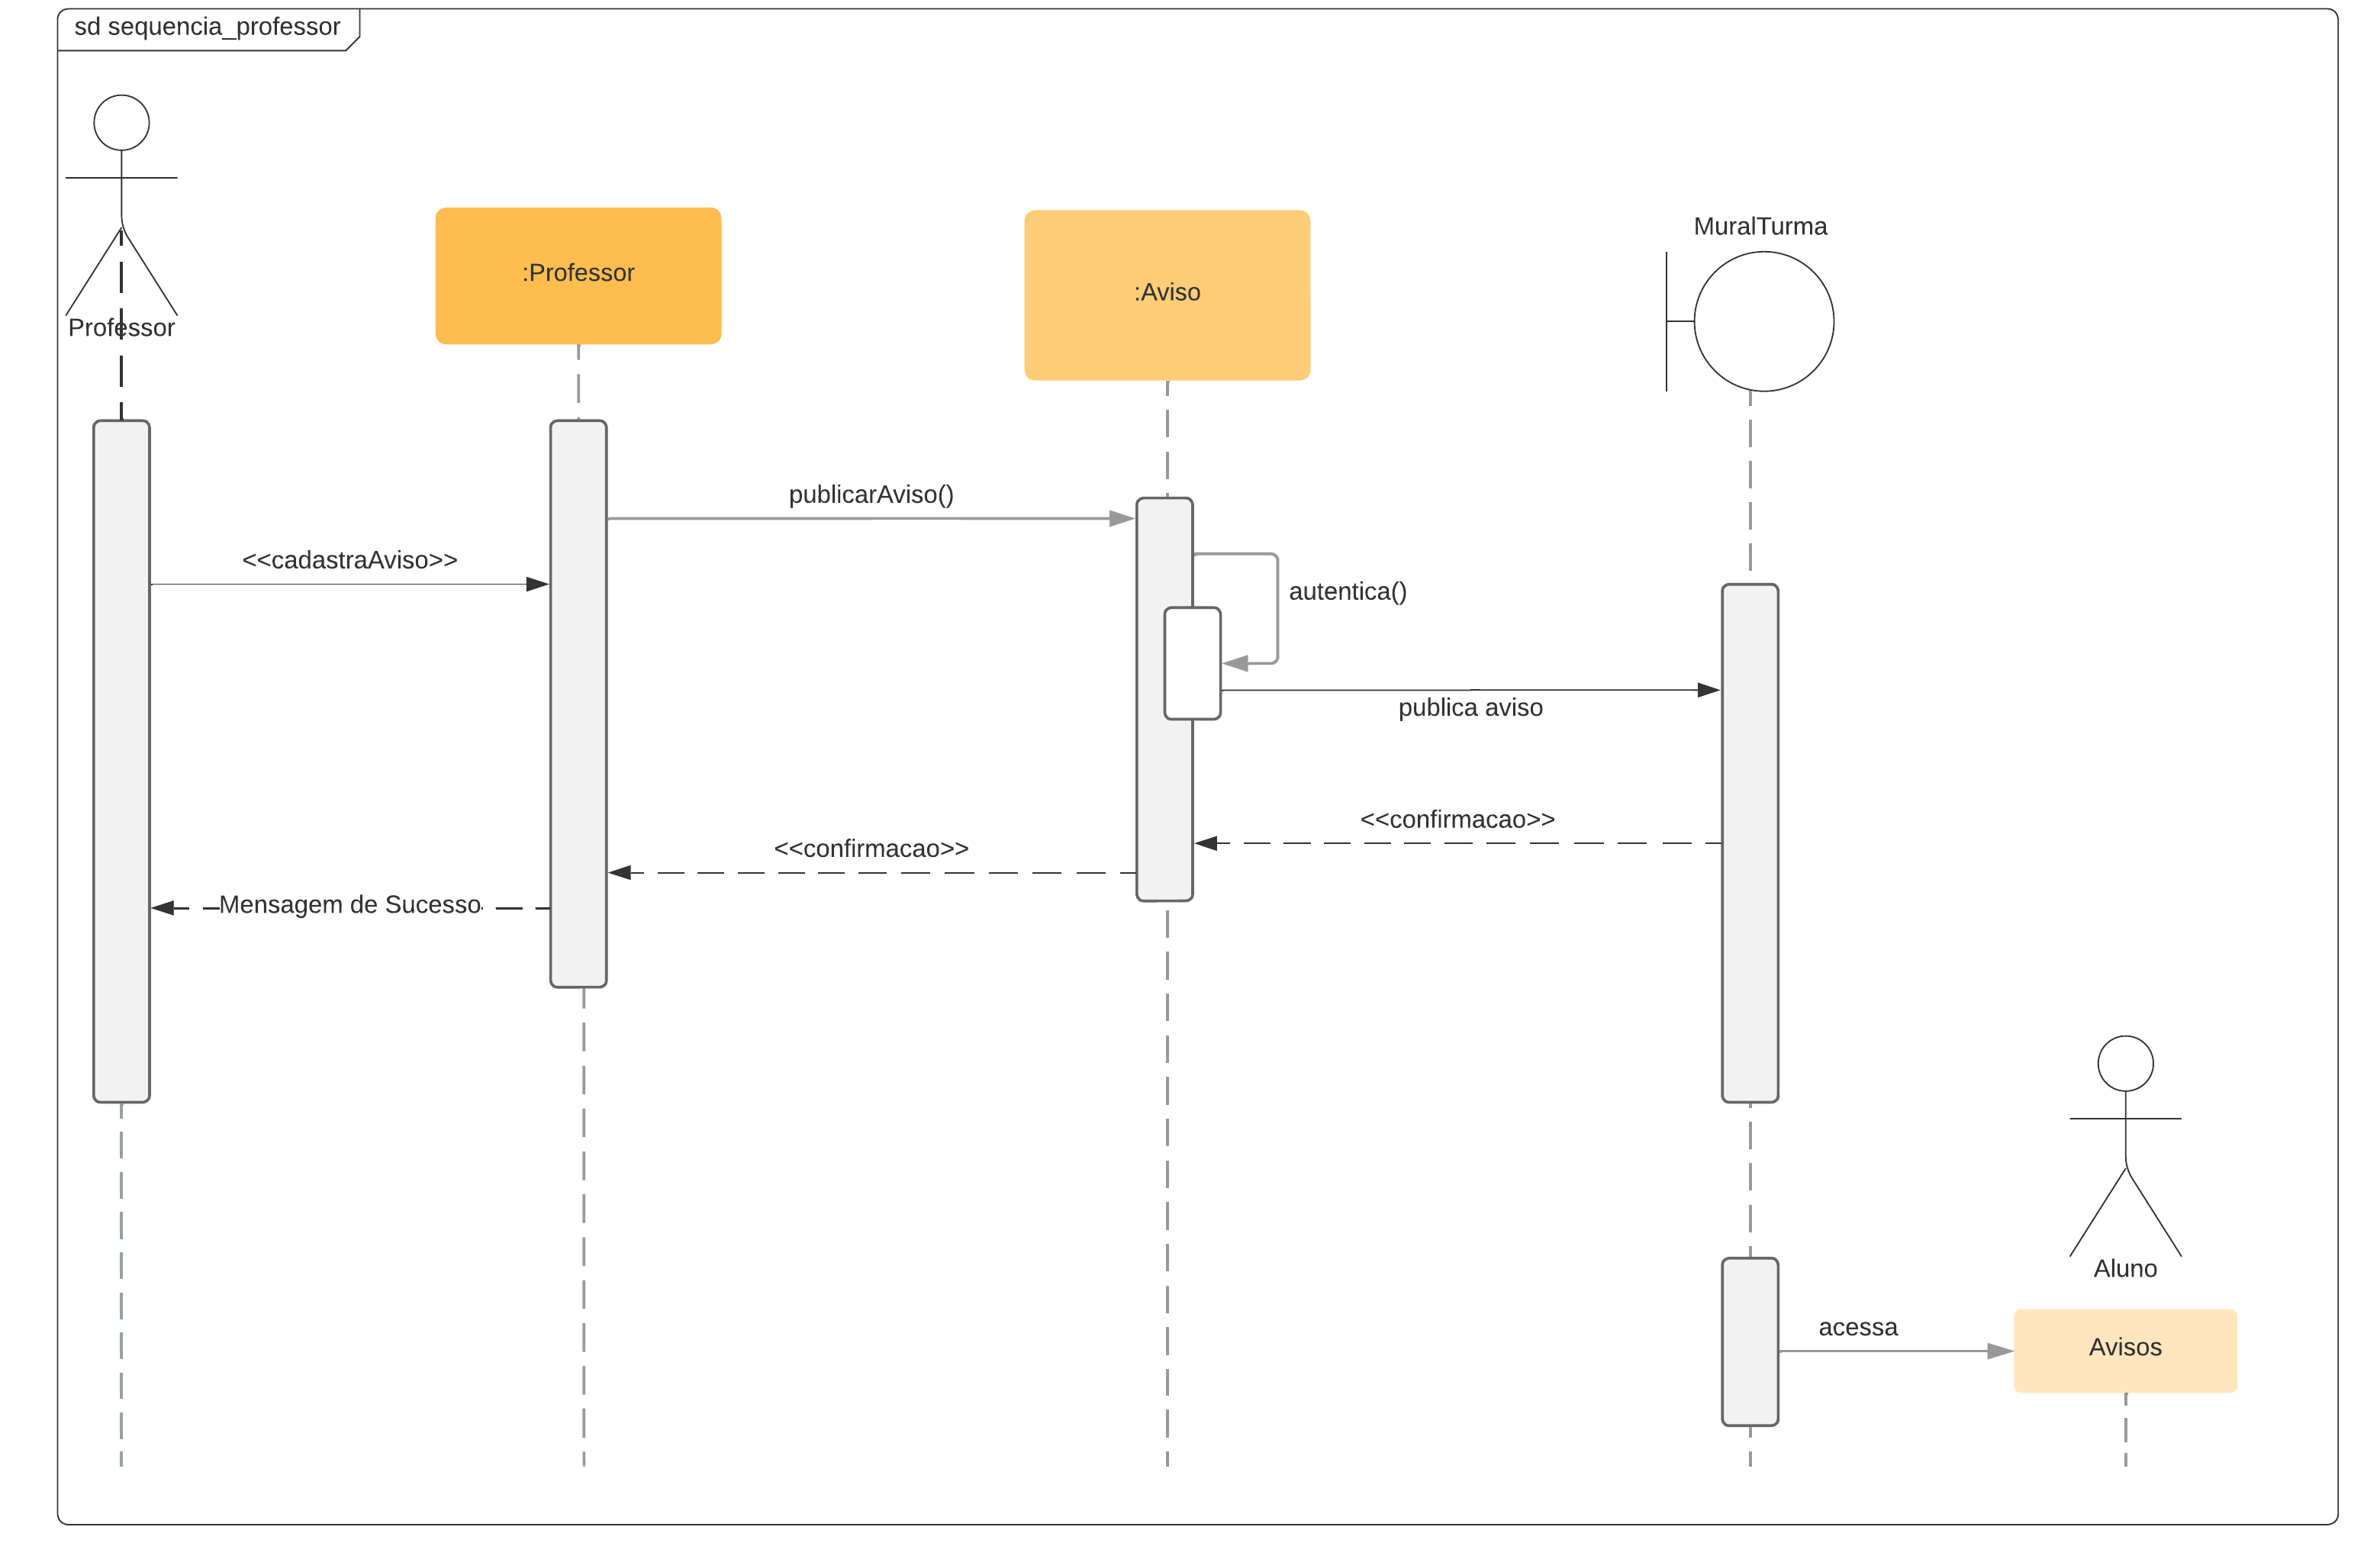 sd sequencia_professor
Professor
:Professor
:Aviso
MuralTurma
publicarAviso()
<<cadastraAviso>>
autentica()
publica aviso
<<confirmacao>>
<<confirmacao>>
Mensagem de Sucesso
Aluno
acessa
Avisos